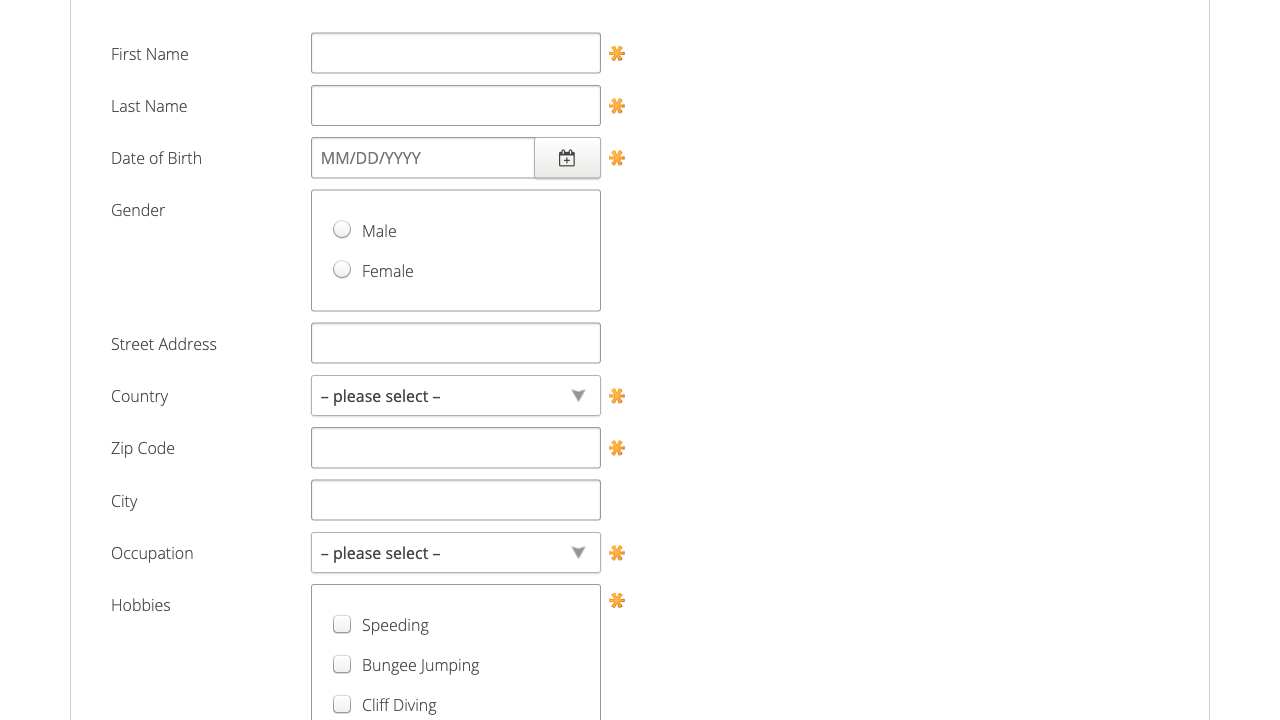 First Name
Last Name
Date of Birth MM/DD/YYYY
Gender
Male
Female
Street Address
Country – please select –
Zip Code
City
Occupation – please select –
Hobbies
Speeding
Bungee Jumping
Cliff Diving